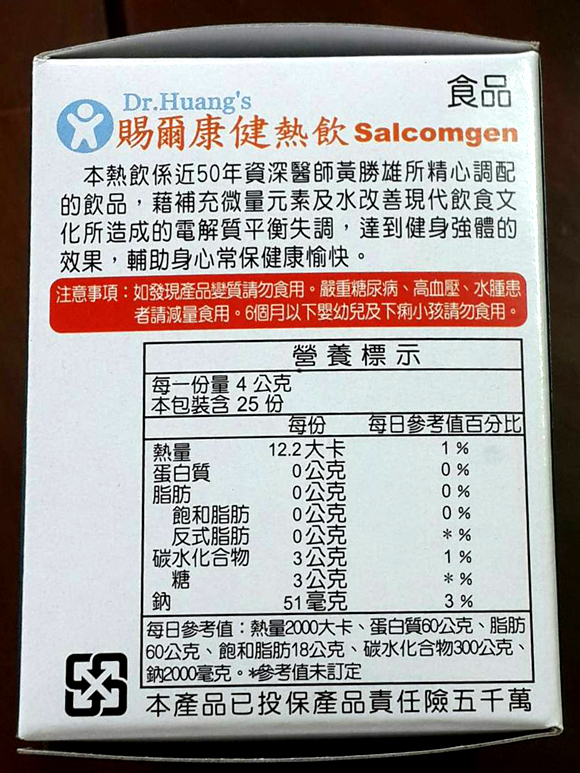 食品
Dr.Huang's
賜爾康健熱飲 Salcomgen
本熱飲係近50年資深醫師黃勝雄所精心調配
的飲品，藉補充微量元素及水改善現代飲食文
化所造成的電解質平衡失調，達到健身強體的
效果，輔助身心常保健康愉快。
注意事項：如發現產品變質請勿食用。嚴重糖尿病、高血壓、水腫患
者請減量食用。6個月以下嬰幼兒及下痢小孩請勿食用。
營養標示
每一份量 4 公克
本包裝含 25 份
每份 每日參考值百分比
熱量 12.2大卡 1 %
蛋白質 0公克 0 %
脂肪 0公克 0 %
飽和脂肪 0公克 0 %
反式脂肪 0公克 * %
碳水化合物 3公克 1 %
糖 3公克 * %
鈉 51毫克 3 %
每日參考值：熱量2000大卡、蛋白質60公克、脂肪
60公克、飽和脂肪18公克、碳水化合物300公克、
鈉2000毫克。*參考值未訂定
本產品已投保產品責任險五千萬